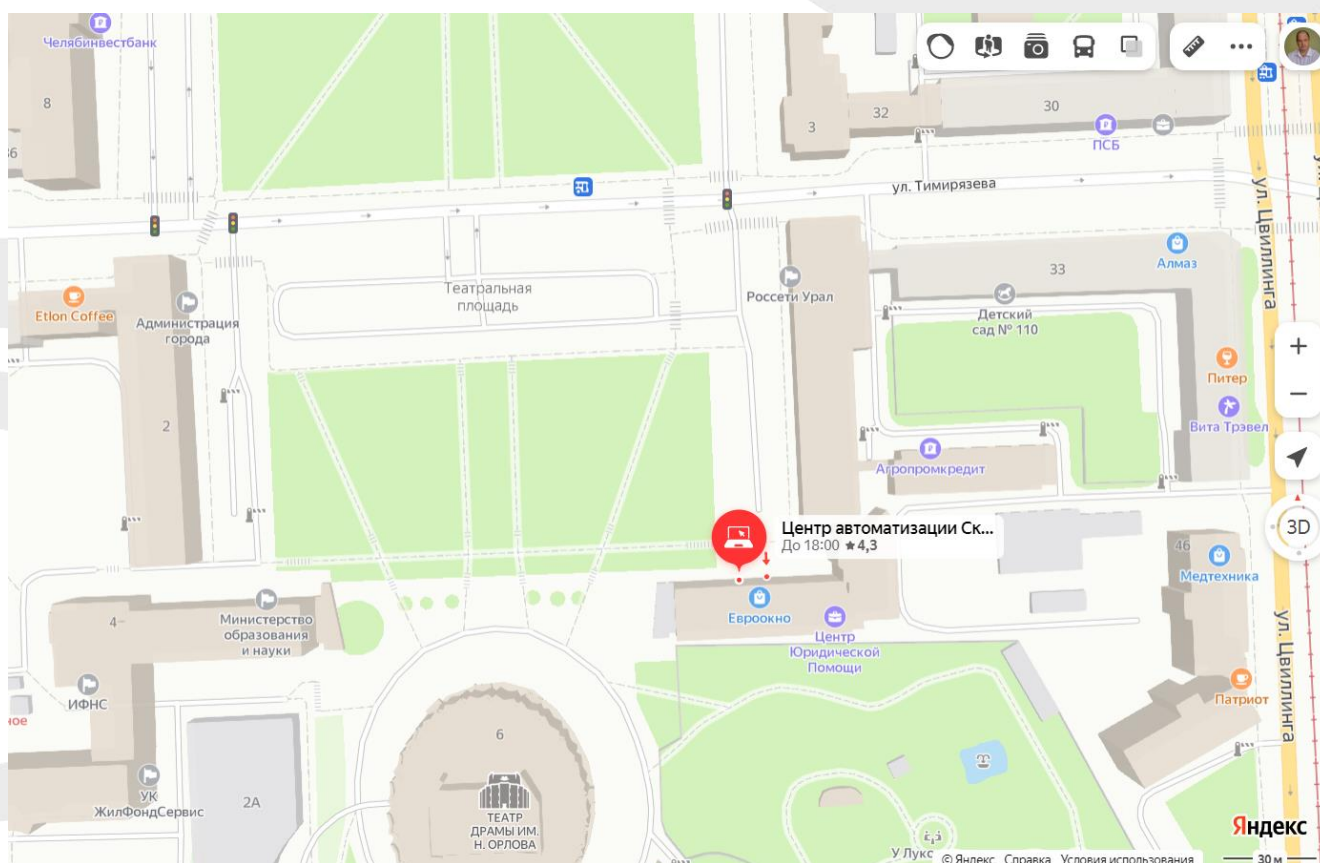 Челябинвестбанк
8
36
3
32
30
ПСБ
ул. Тимирязева
ул. Цвиллинга
Алмаз
33
Театральная
площадь
Россети Урал
Etlon Coffee
Администрация
города
Детский
сад № 110
Питер
Вита Трэвел
2
Агропромкредит
3D
Центр автоматизации Ск...
До 18:00 ★4,3
46
Медтехника
Евроокно
4
Министерство
образования
и науки
Центр
Юридической
Помощи
ул. Цвиллинга
ИФНС
Патриот
ное
6
УК
ЖилФондСервис
2А
ТЕАТР
ДРАМЫ ИМ.
Н. ОРЛОВА
У Лукс
Яндекс
© Яндекс Справка Условия использования 30 м